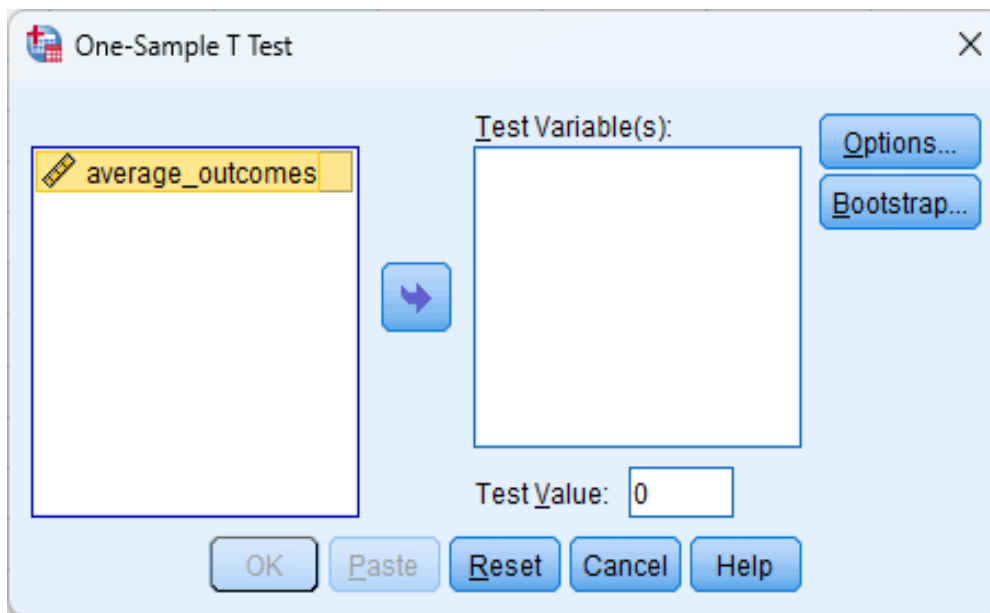 One-Sample T Test
Test Variable(s):
average_outcomes
Options...
Bootstrap...
Test Value: 0
OK Paste Reset Cancel Help